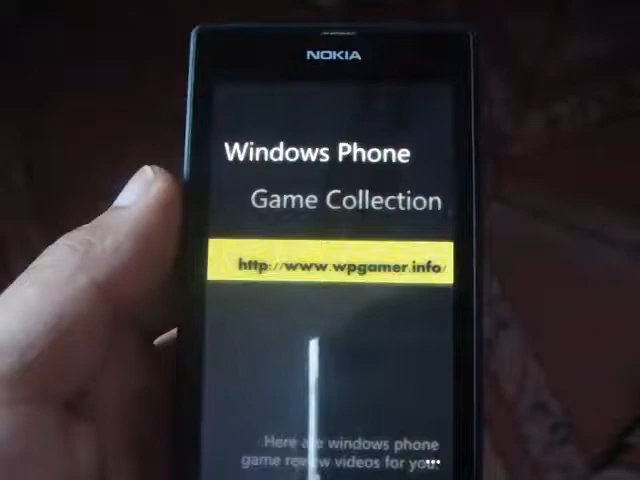 NOKIA
Windows Phone
Game Collection
http://www.wpgamer.info/
Here are windows phone
game review videos for you.